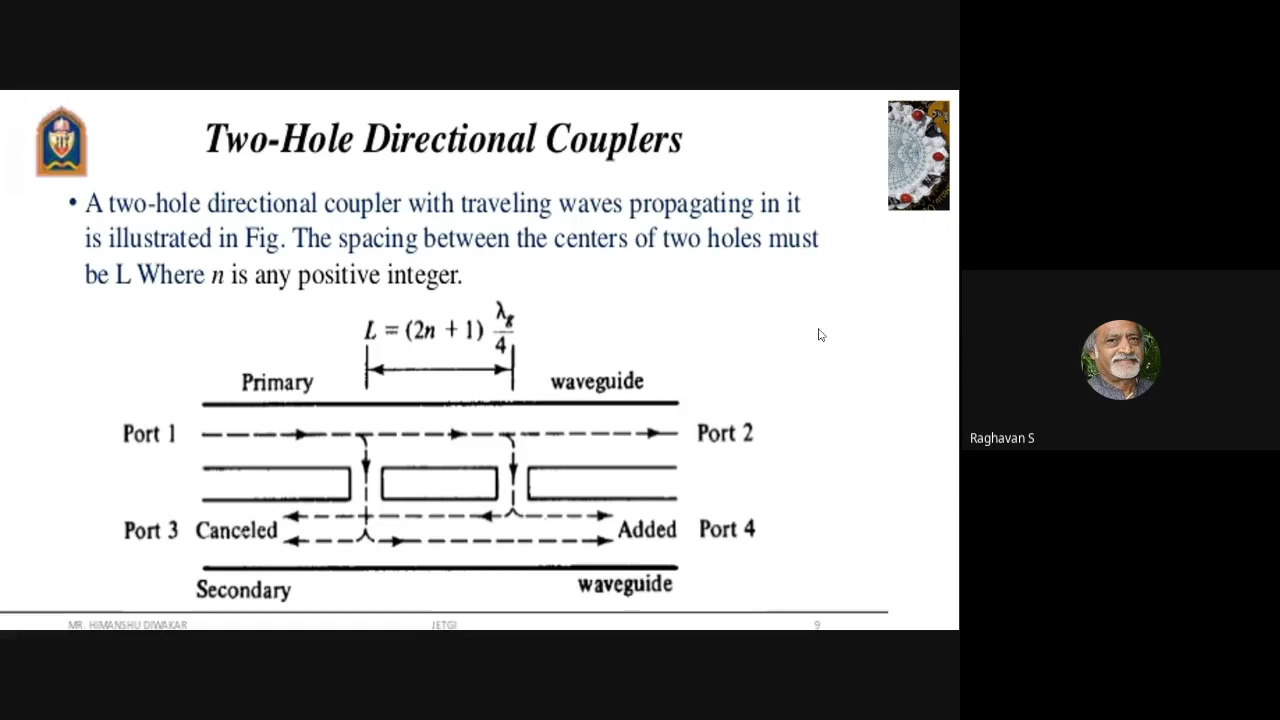 Two-Hole Directional Couplers
• A two-hole directional coupler with traveling waves propagating in it
is illustrated in Fig. The spacing between the centers of two holes must
be L Where n is any positive integer.
L = (2n + 1) λg/4
Primary waveguide
Port 1 Port 2
Port 3 Canceled Added Port 4
Secondary waveguide
MR. HIMANSHU DIWAKAR JETGI 9
Raghavan S